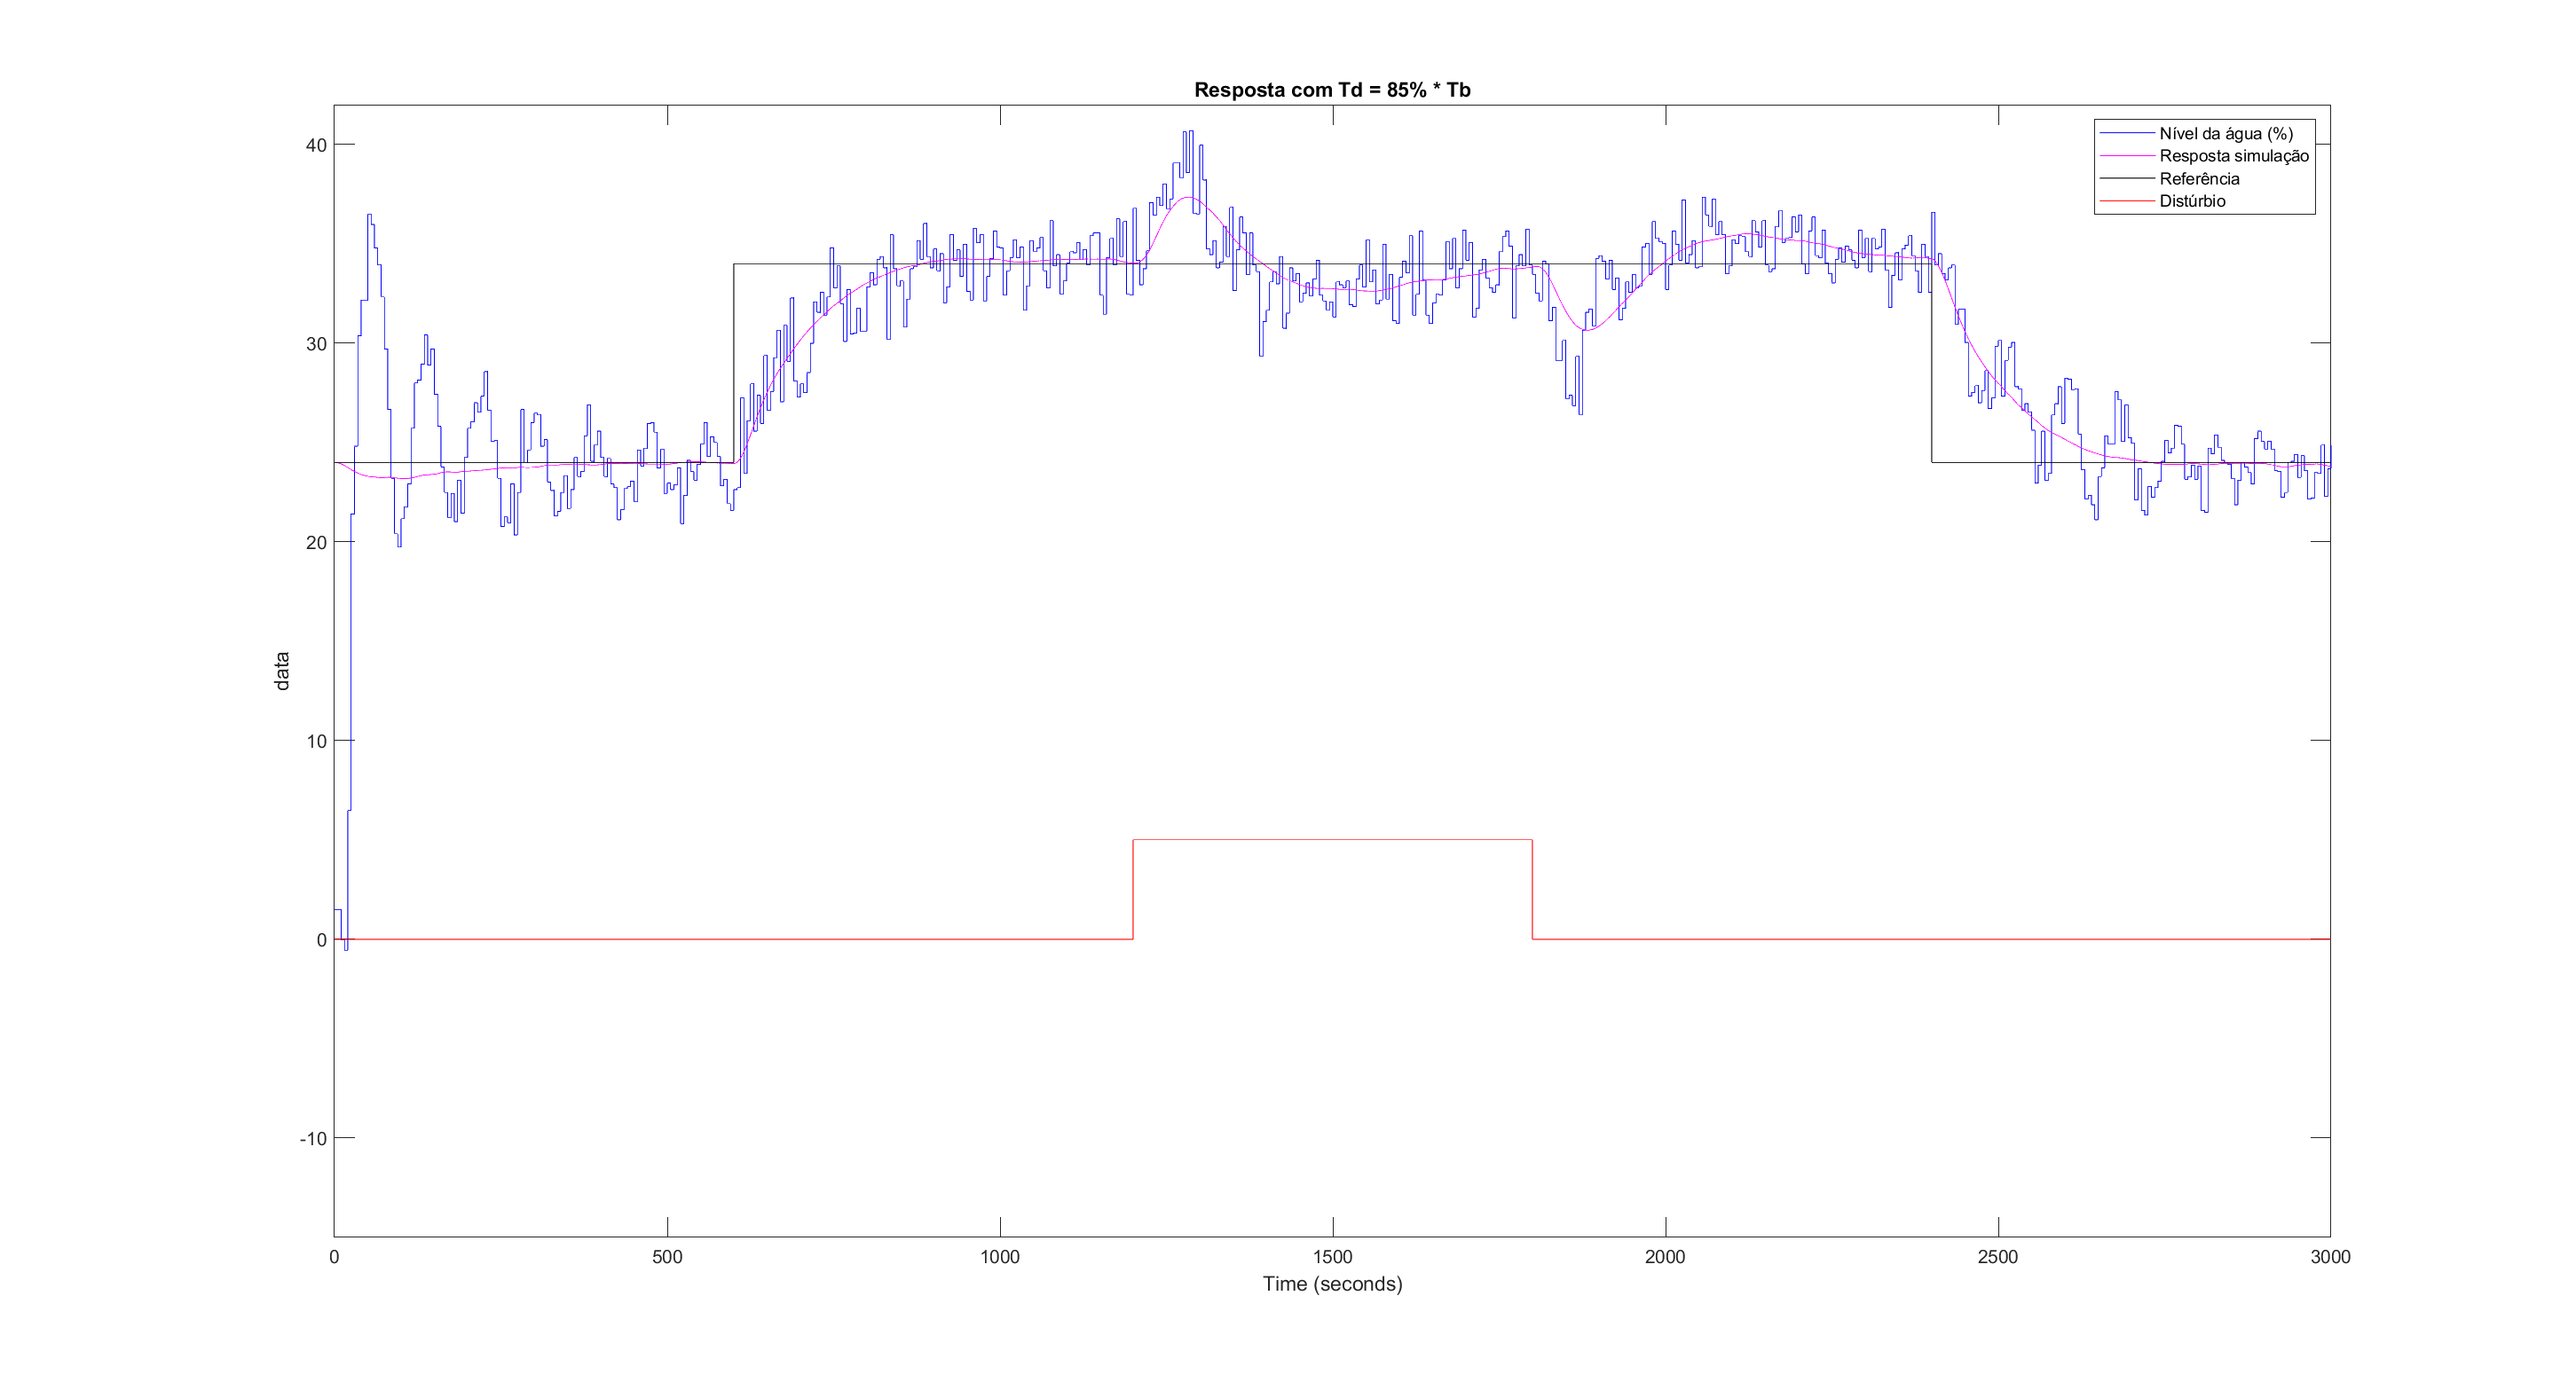 Resposta com Td = 85% * Tb
Nível da água (%)
Resposta simulação
Referência
Distúrbio
40
30
20
10
0
-10
data
0 500 1000 1500 2000 2500 3000
Time (seconds)